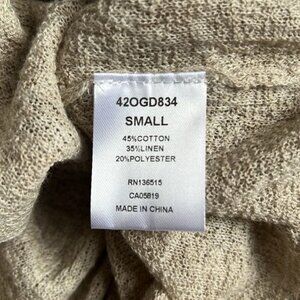 42OGD834
SMALL
45%COTTON
35%LINEN
20%POLYESTER
RN136515
CA05819
MADE IN CHINA